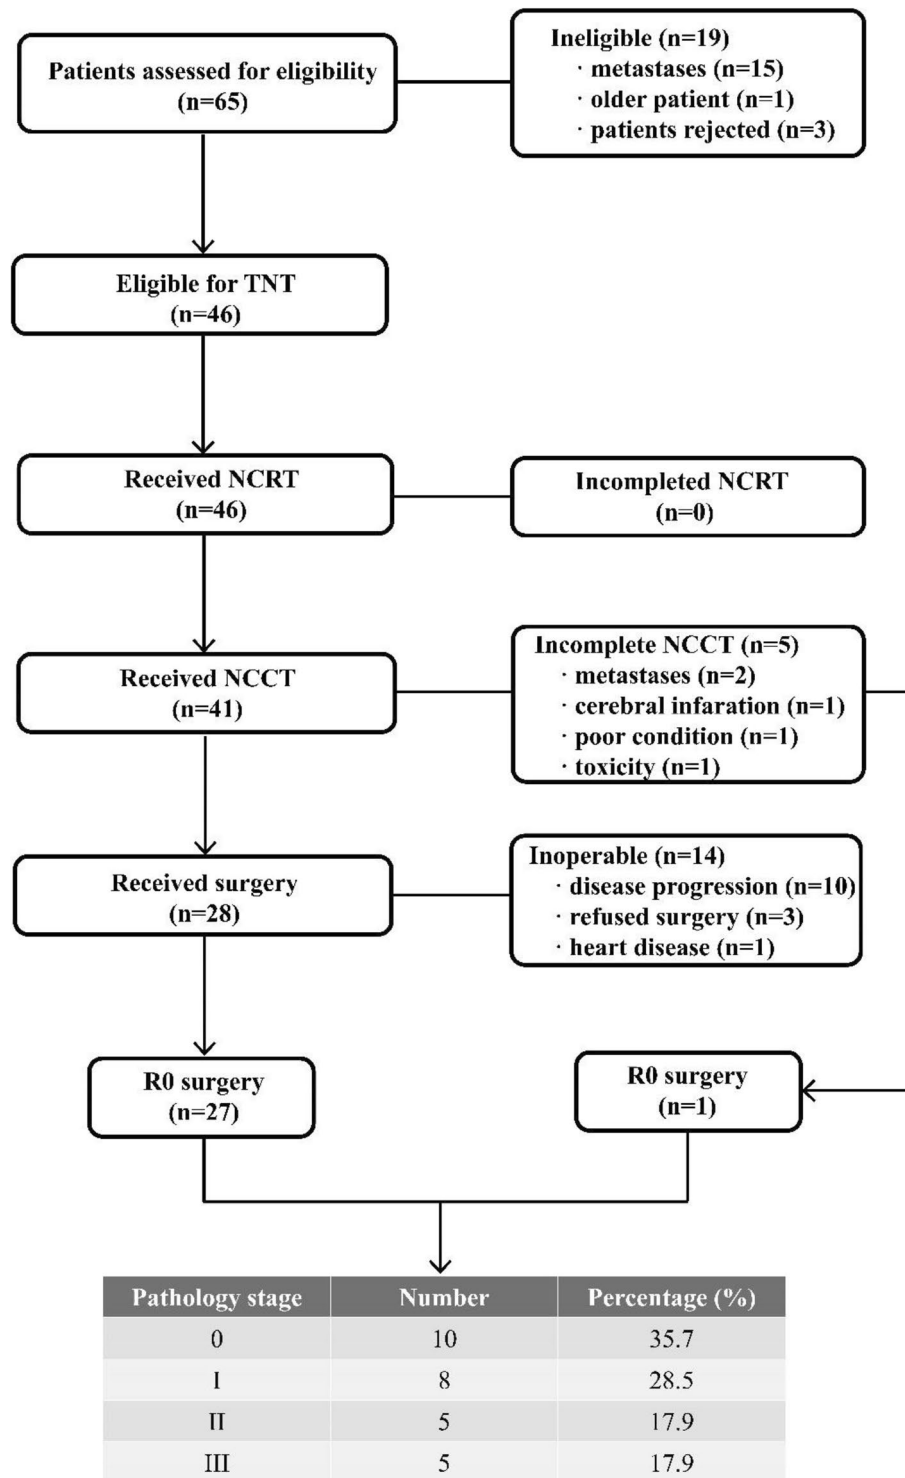 Patients assessed for eligibility
(n=65)
Ineligible (n=19)
· metastases (n=15)
· older patient (n=1)
· patients rejected (n=3)
Eligible for TNT
(n=46)
Received NCRT
(n=46)
Incompleted NCRT
(n=0)
Received NCCT
(n=41)
Incomplete NCCT (n=5)
· metastases (n=2)
· cerebral infaration (n=1)
· poor condition (n=1)
· toxicity (n=1)
Received surgery
(n=28)
Inoperable (n=14)
· disease progression (n=10)
· refused surgery (n=3)
· heart disease (n=1)
R0 surgery
(n=27)
R0 surgery
(n=1)
Pathology stage Number Percentage (%)
0 10 35.7
I 8 28.5
II 5 17.9
III 5 17.9